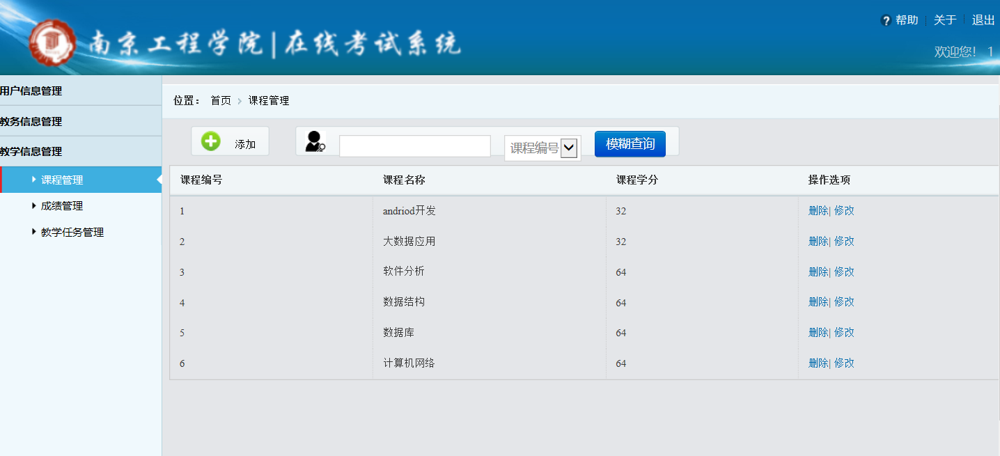 南京工程学院|在线考试系统
帮助 关于 退出
欢迎您! 1
用户信息管理
教务信息管理
教学信息管理
课程管理
成绩管理
教学任务管理
位置： 首页 课程管理
添加 课程编号 模糊查询
课程编号 课程名称 课程学分 操作选项
1 andriod开发 32 删除| 修改
2 大数据应用 32 删除| 修改
3 软件分析 64 删除| 修改
4 数据结构 64 删除| 修改
5 数据库 64 删除| 修改
6 计算机网络 64 删除| 修改